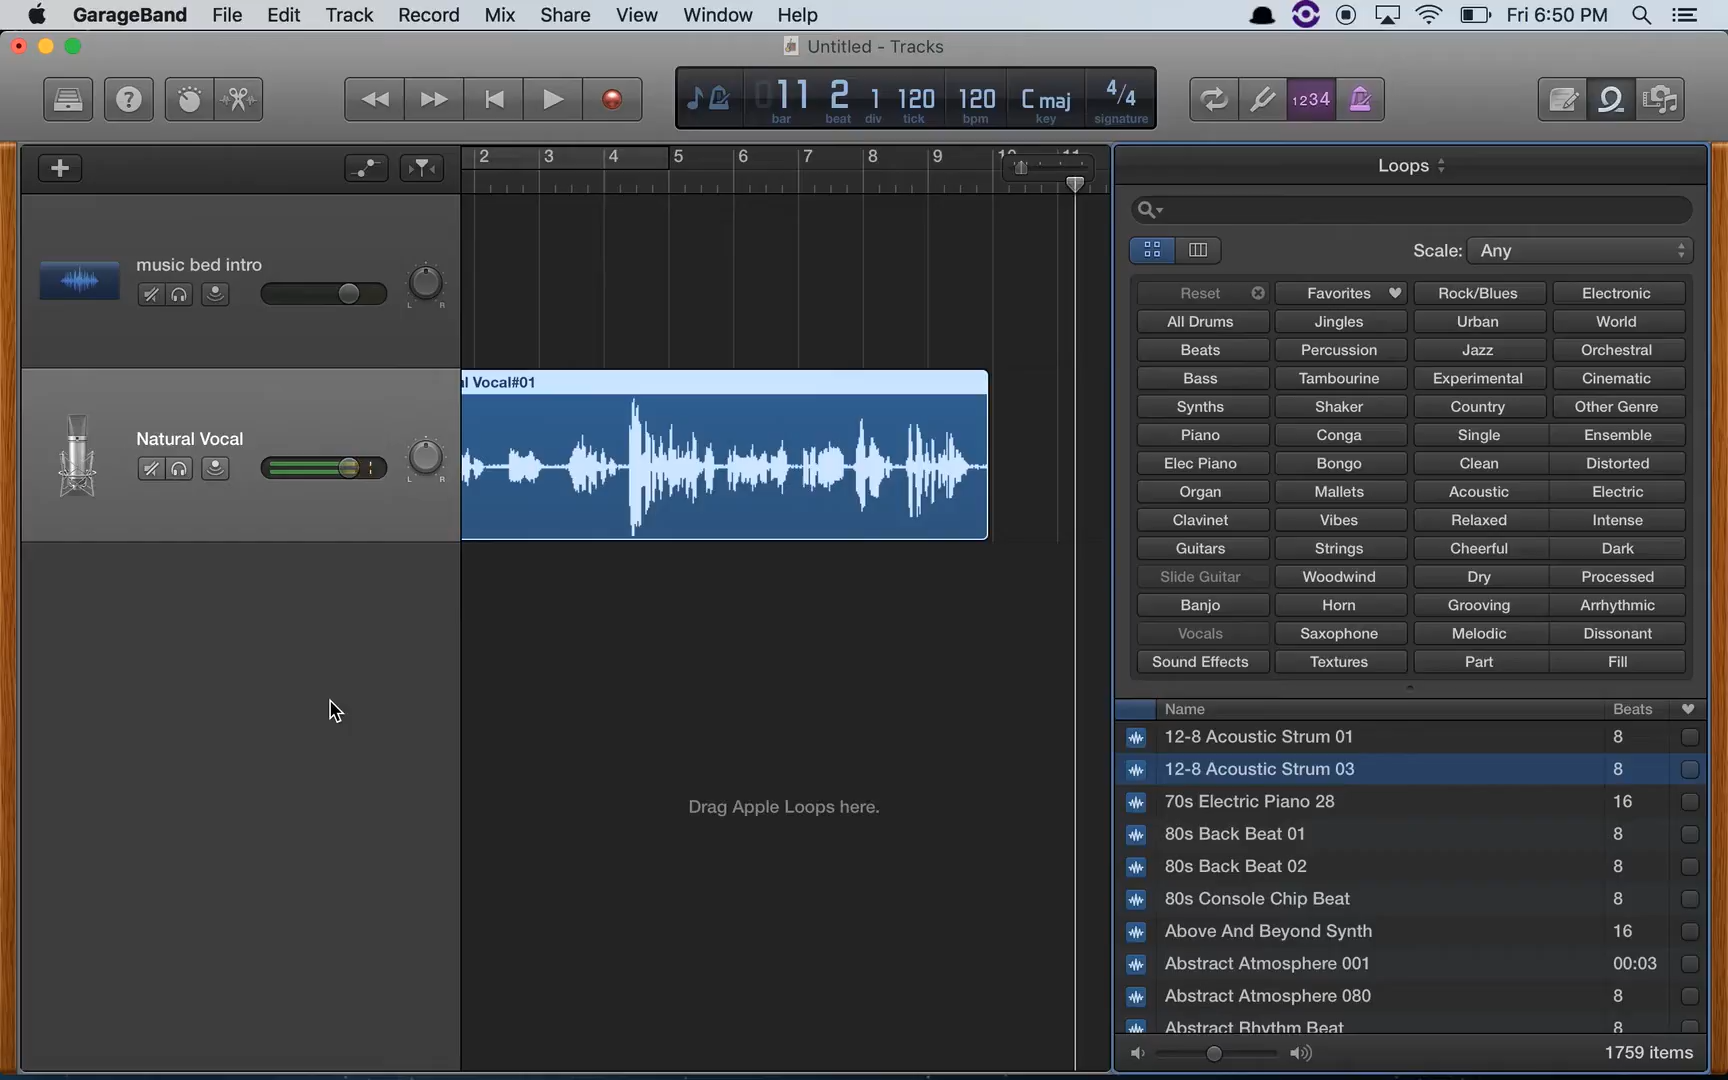 GarageBand File Edit Track Record Mix Share View Window Help Fri 6:50 PM
Untitled - Tracks
11 2 1 120 120 C maj 4/4
bar beat div tick bpm key signature
1234
2 3 4 5 6 7 8 9 10 11
Loops
Scale: Any
music bed intro
L R
Natural Vocal
L R
l Vocal#01
Drag Apple Loops here.
Reset Favorites Rock/Blues Electronic
All Drums Jingles Urban World
Beats Percussion Jazz Orchestral
Bass Tambourine Experimental Cinematic
Synths Shaker Country Other Genre
Piano Conga Single Ensemble
Elec Piano Bongo Clean Distorted
Organ Mallets Acoustic Electric
Clavinet Vibes Relaxed Intense
Guitars Strings Cheerful Dark
Slide Guitar Woodwind Dry Processed
Banjo Horn Grooving Arrhythmic
Vocals Saxophone Melodic Dissonant
Sound Effects Textures Part Fill
Name Beats
12-8 Acoustic Strum 01 8
12-8 Acoustic Strum 03 8
70s Electric Piano 28 16
80s Back Beat 01 8
80s Back Beat 02 8
80s Console Chip Beat 8
Above And Beyond Synth 16
Abstract Atmosphere 001 00:03
Abstract Atmosphere 080 8
Abstract Rhythm Beat 8
1759 items